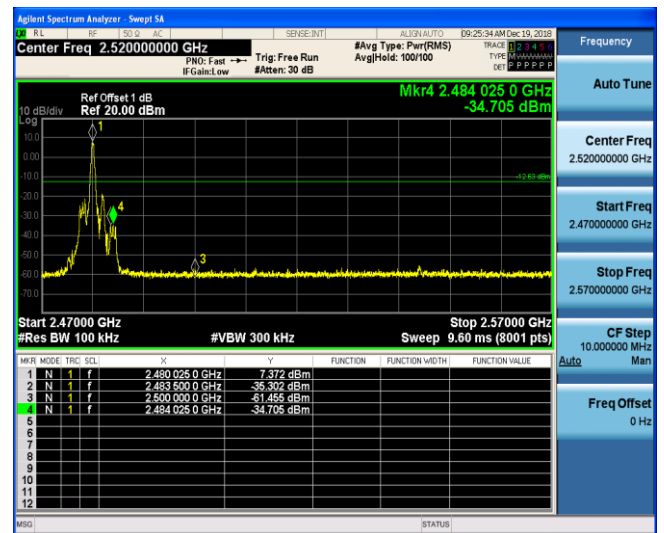 Agilent Spectrum Analyzer - Swept SA
RL RF 50 Ω AC SENSE:INT ALIGN AUTO 09:25:34 AM Dec 19, 2018
Center Freq 2.520000000 GHz #Avg Type: Pwr(RMS) TRACE 1 2 3 4 5 6
PNO: Fast Trig: Free Run Avg|Hold: 100/100 TYPE M
IFGain:Low #Atten: 30 dB DET P P P P P P
Mkr4 2.484 025 0 GHz
-34.705 dBm
Ref Offset 1 dB
10 dB/div Ref 20.00 dBm
Log
1
10.0
0.00
-10.0
-12.63 dBm
-20.0
4
-30.0
-40.0
-50.0
3
-60.0
-70.0
Start 2.47000 GHz Stop 2.57000 GHz
#Res BW 100 kHz #VBW 300 kHz Sweep 9.60 ms (8001 pts)
MKR MODE TRC SCL X Y FUNCTION FUNCTION WIDTH FUNCTION VALUE
1 N 1 f 2.480 025 0 GHz 7.372 dBm
2 N 1 f 2.483 500 0 GHz -35.302 dBm
3 N 1 f 2.500 000 0 GHz -61.455 dBm
4 N 1 f 2.484 025 0 GHz -34.705 dBm
5
6
7
8
9
10
11
12
MSG STATUS
Frequency
Auto Tune
Center Freq
2.520000000 GHz
Start Freq
2.470000000 GHz
Stop Freq
2.570000000 GHz
CF Step
10.000000 MHz
Auto Man
Freq Offset
0 Hz